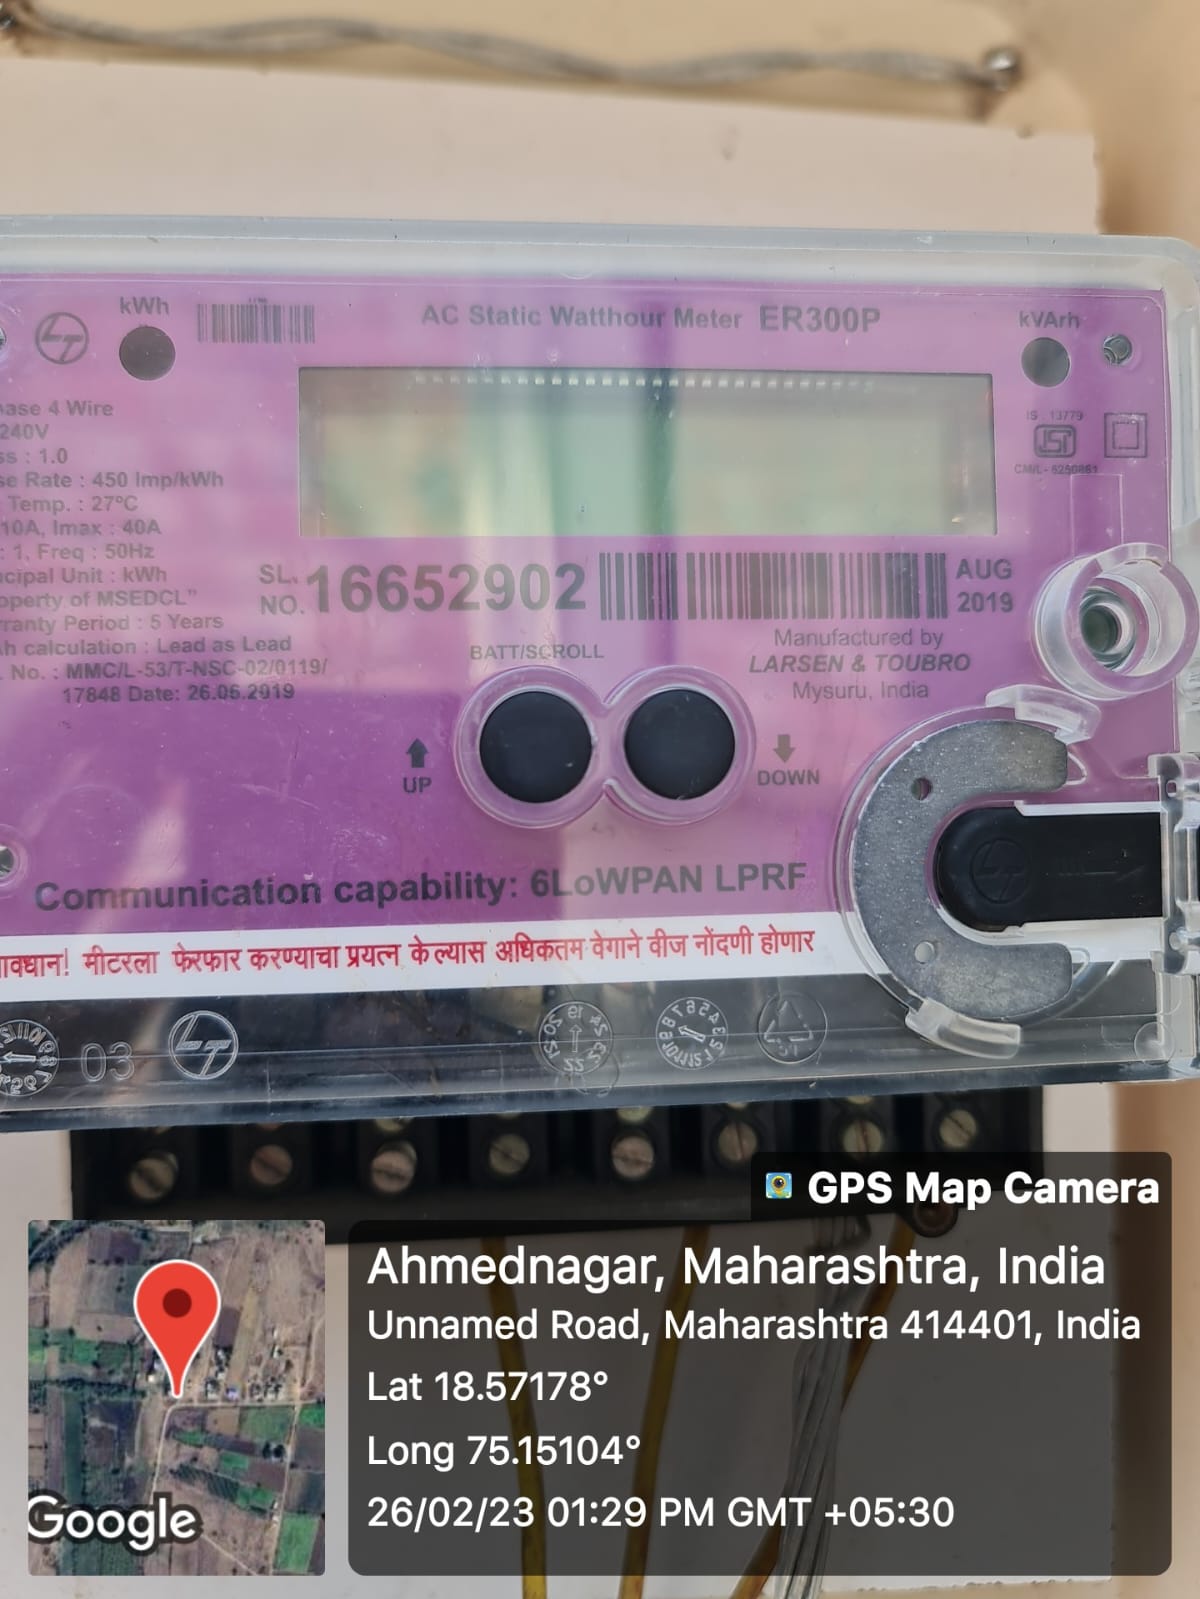 kWh
AC Static Watthour Meter ER300P
kVArh
ase 4 Wire
240V
ss : 1.0
se Rate : 450 Imp/kWh
Temp. : 27°C
10A, Imax : 40A
: 1, Freq : 50Hz
cipal Unit : kWh
operty of MSEDCL"
rranty Period : 5 Years
h calculation : Lead as Lead
. No. : MMC/L-53/T-NSC-02/0119/
17848 Date: 26.06.2019
IS : 13779
ISI
CM/L - 6250861
SL. NO. 16652902
AUG 2019
BATT/SCROLL
Manufactured by
LARSEN & TOUBRO
Mysuru, India
UP
DOWN
Communication capability: 6LoWPAN LPRF
ावधान! मीटरला फेरफार करण्याचा प्रयत्न केल्यास अधिकतम वेगाने वीज नोंदणी होणार
03
GPS Map Camera
Ahmednagar, Maharashtra, India
Unnamed Road, Maharashtra 414401, India
Lat 18.57178°
Long 75.15104°
26/02/23 01:29 PM GMT +05:30
Google